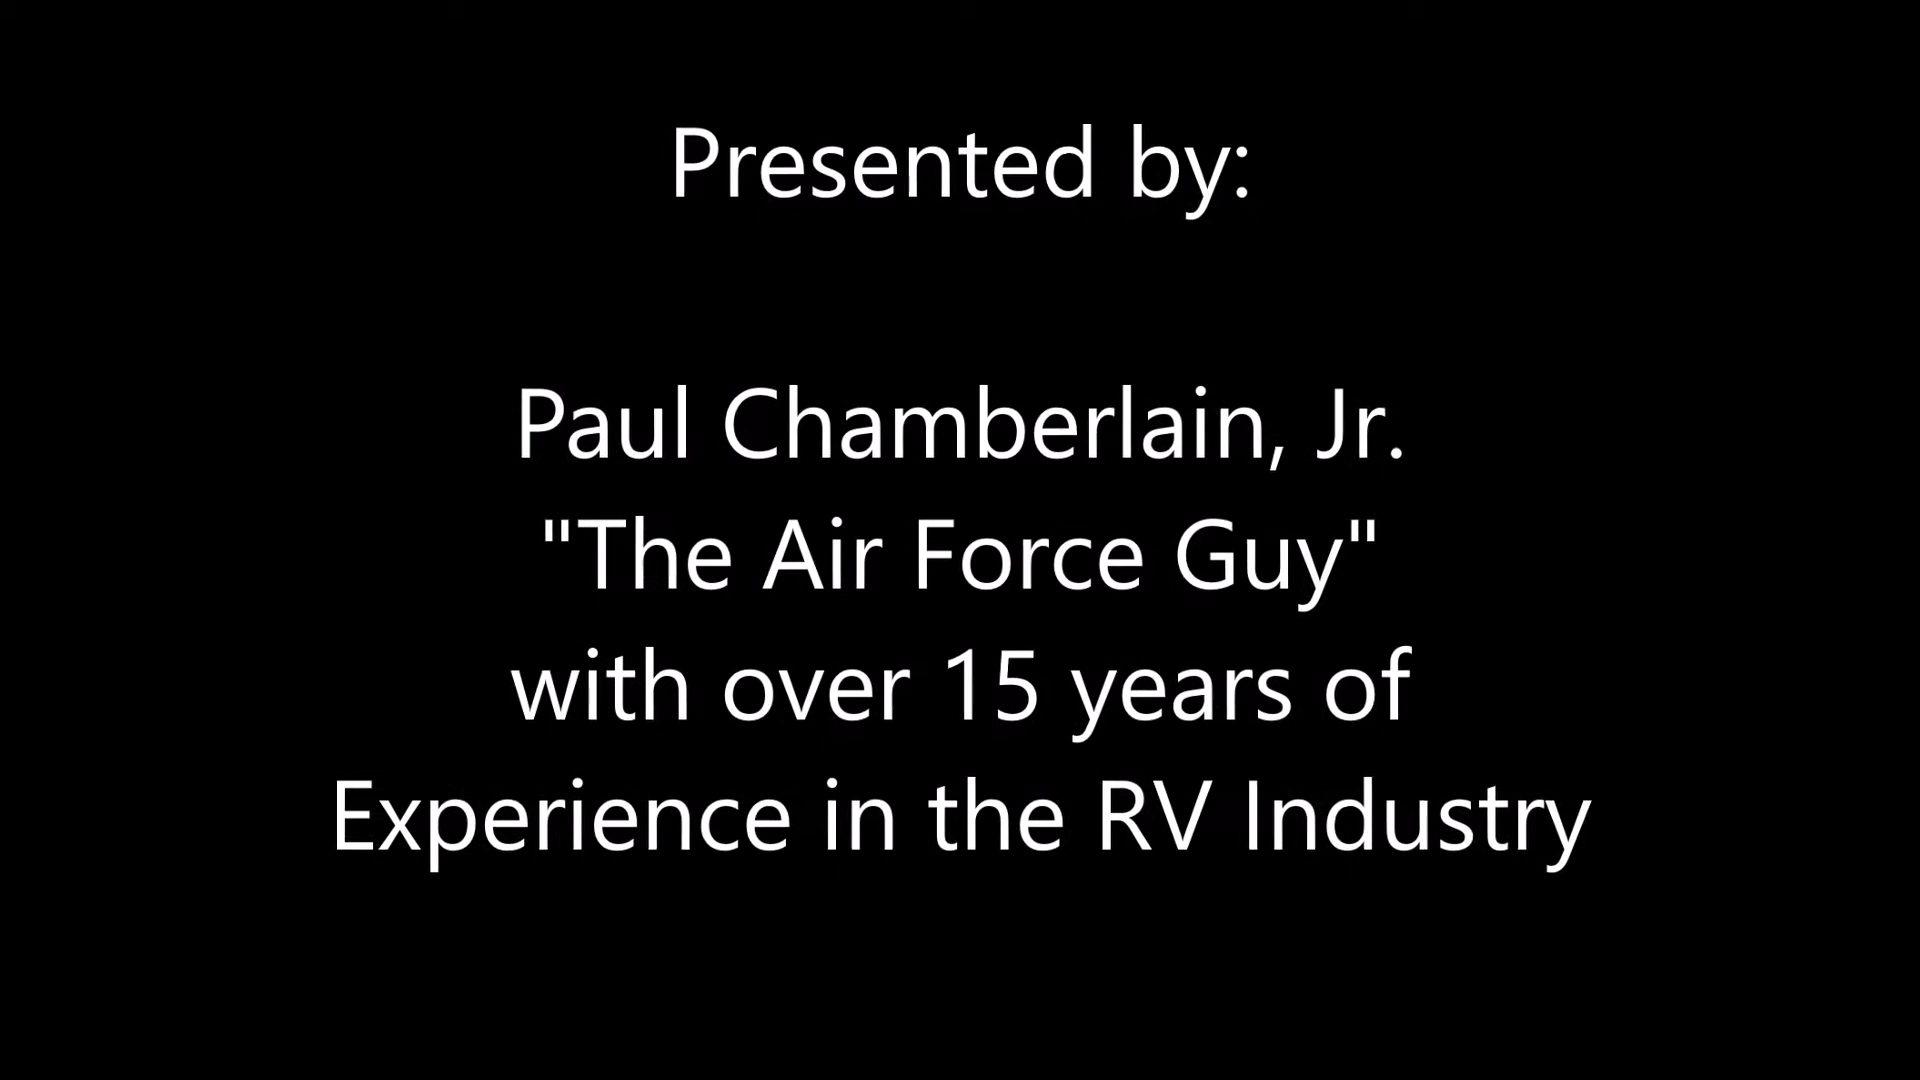 Presented by:
Paul Chamberlain, Jr.
"The Air Force Guy"
with over 15 years of
Experience in the RV Industry